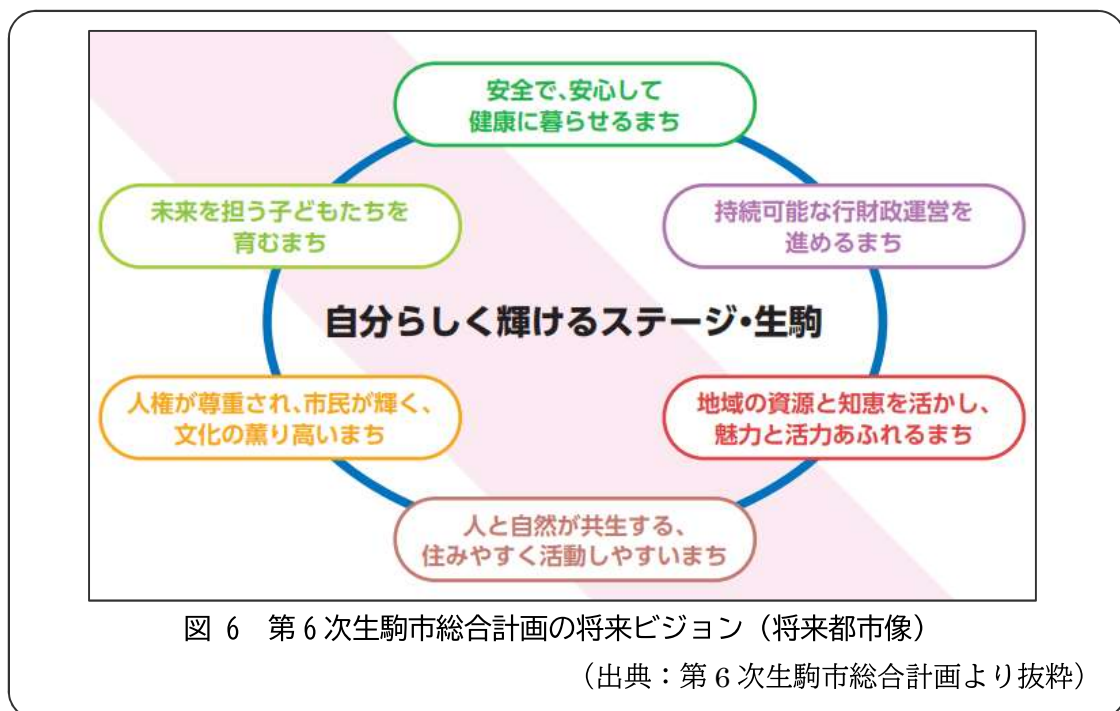 安全で、安心して
健康に暮らせるまち
未来を担う子どもたちを
育むまち
持続可能な行財政運営を
進めるまち
自分らしく輝けるステージ・生駒
人権が尊重され、市民が輝く、
文化の薫り高いまち
地域の資源と知恵を活かし、
魅力と活力あふれるまち
人と自然が共生する、
住みやすく活動しやすいまち
図 6 第6次生駒市総合計画の将来ビジョン（将来都市像）
（出典：第6次生駒市総合計画より抜粋）